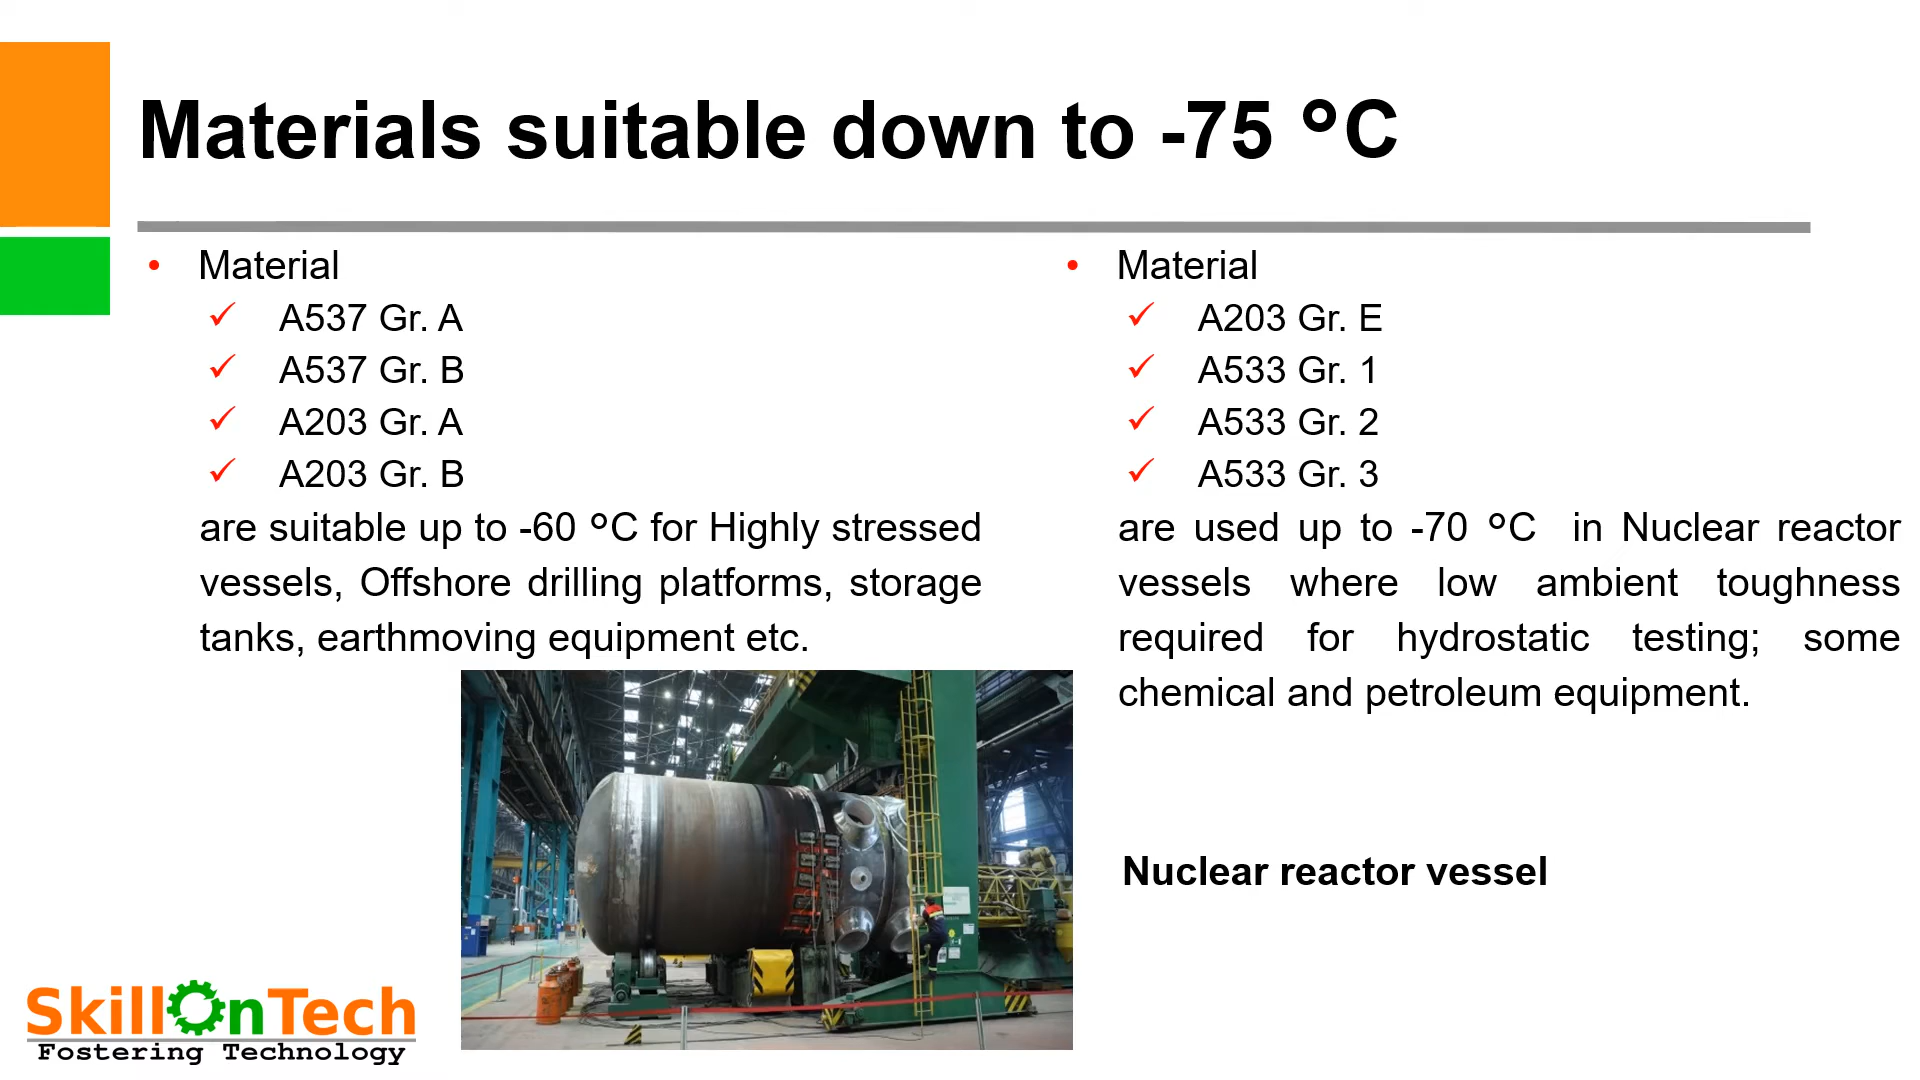 Materials suitable down to -75 °C
• Material
✓ A537 Gr. A
✓ A537 Gr. B
✓ A203 Gr. A
✓ A203 Gr. B
are suitable up to -60 °C for Highly stressed
vessels, Offshore drilling platforms, storage
tanks, earthmoving equipment etc.
• Material
✓ A203 Gr. E
✓ A533 Gr. 1
✓ A533 Gr. 2
✓ A533 Gr. 3
are used up to -70 °C in Nuclear reactor
vessels where low ambient toughness
required for hydrostatic testing; some
chemical and petroleum equipment.
Nuclear reactor vessel
SkillOnTech
Fostering Technology